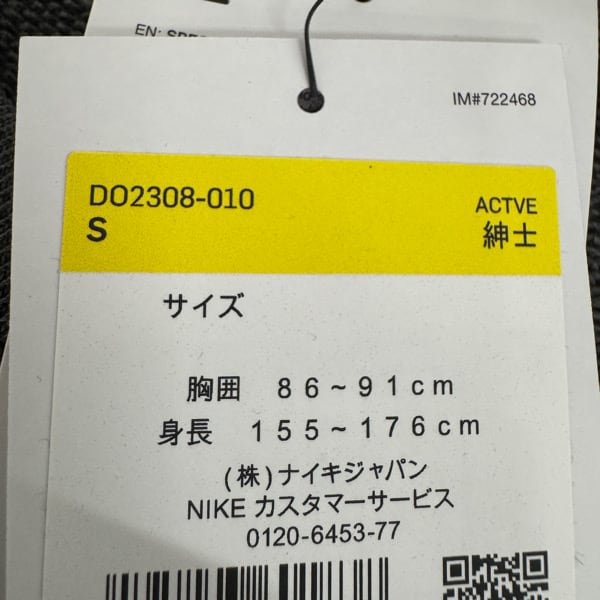 EN:
IM#722468
DO2308-010
ACTVE
S
紳士
サイズ
胸囲 86~91cm
身長 155~176cm
(株)ナイキジャパン
NIKE カスタマーサービス
0120-6453-77